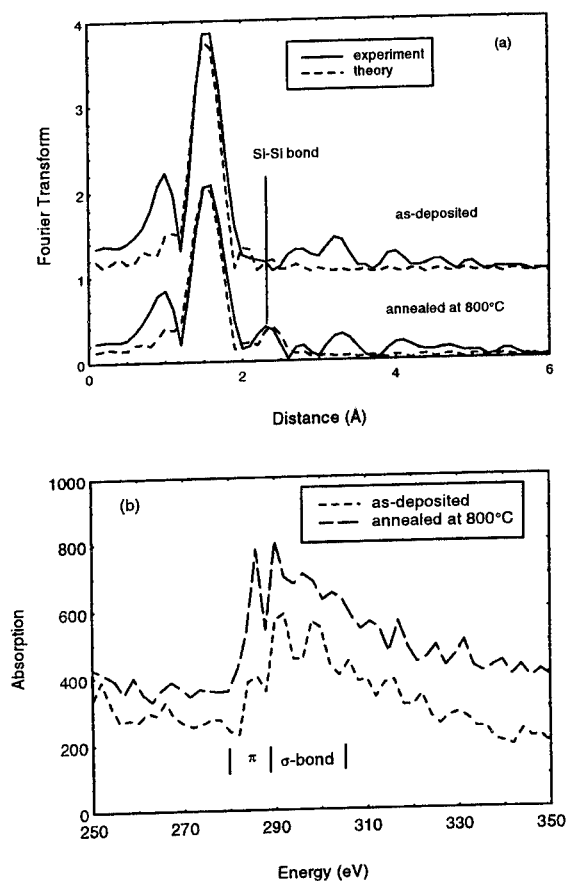 4
(a)
experiment
theory
3
Si-Si bond
2
as-deposited
1
annealed at 800°C
0
0 2 4 6
Fourier Transform
Distance (Å)
1000
(b)
as-deposited
annealed at 800°C
800
600
400
π σ-bond
200
0
250 270 290 310 330 350
Absorption
Energy (eV)